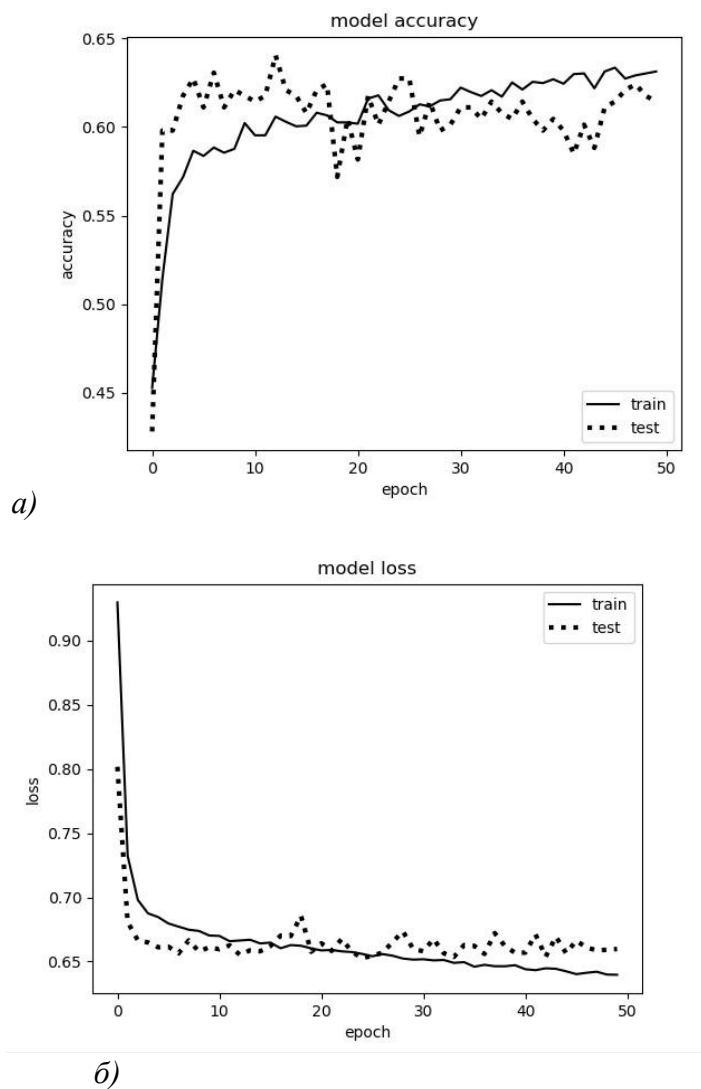 model accuracy
0.65
0.60
0.55
0.50
0.45
accuracy
train
test
0 10 20 30 40 50
epoch
а)
model loss
0.90
0.85
0.80
0.75
0.70
0.65
loss
train
test
0 10 20 30 40 50
epoch
б)